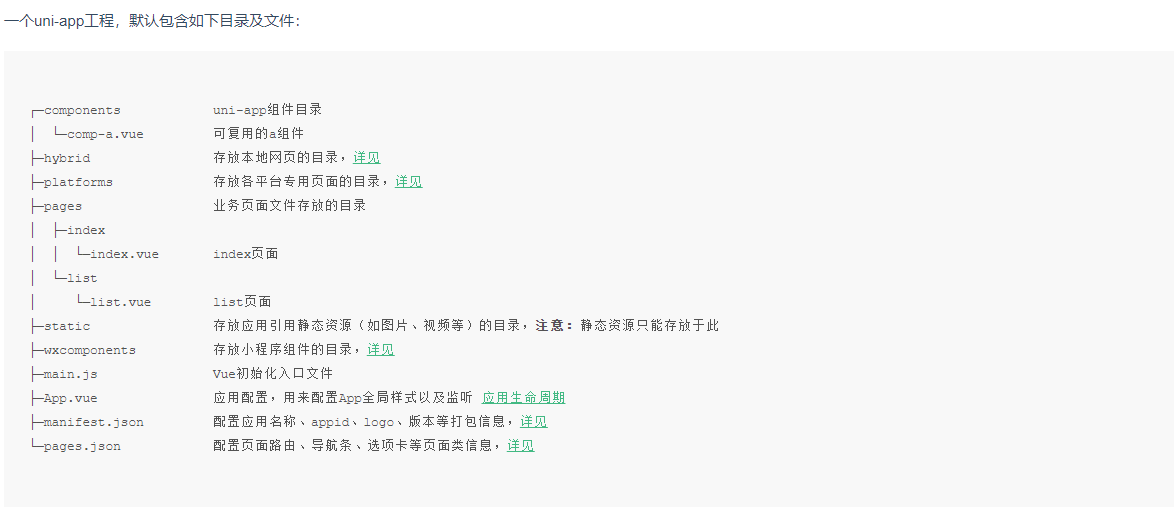 一个uni-app工程，默认包含如下目录及文件：
┌─components uni-app组件目录
│ └─comp-a.vue 可复用的a组件
├─hybrid 存放本地网页的目录，详见
├─platforms 存放各平台专用页面的目录，详见
├─pages 业务页面文件存放的目录
│ ├─index
│ │ └─index.vue index页面
│ └─list
│ └─list.vue list页面
├─static 存放应用引用静态资源（如图片、视频等）的目录，注意：静态资源只能存放于此
├─wxcomponents 存放小程序组件的目录，详见
├─main.js Vue初始化入口文件
├─App.vue 应用配置，用来配置App全局样式以及监听 应用生命周期
├─manifest.json 配置应用名称、appid、logo、版本等打包信息，详见
└─pages.json 配置页面路由、导航条、选项卡等页面类信息，详见